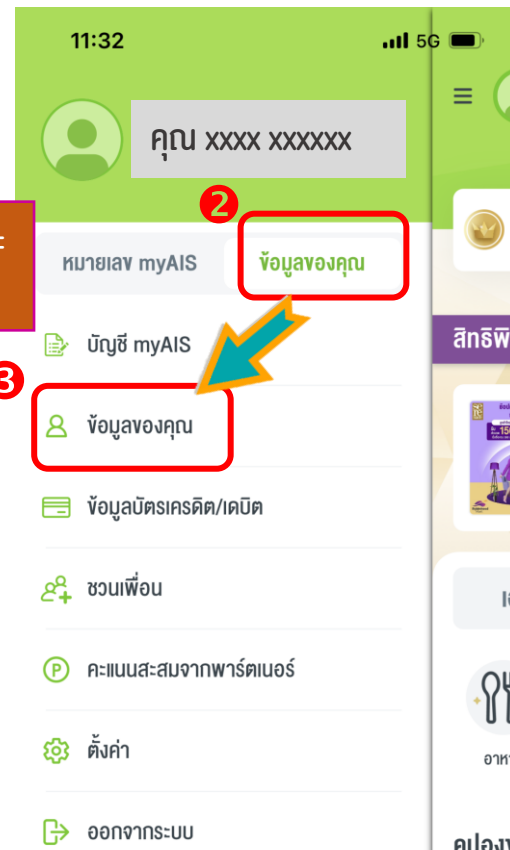 11:32
5G
คุณ xxxx xxxxxx
2
หมายเลข myAIS
ข้อมูลของคุณ
บัญชี myAIS
สิทธิพิ
3
ข้อมูลของคุณ
150
ข้อมูลบัตรเครดิต/เดบิต
ชวนเพื่อน
P
คะแนนสะสมจากพาร์ตเนอร์
อาห
ตั้งค่า
ออกจากระบบ